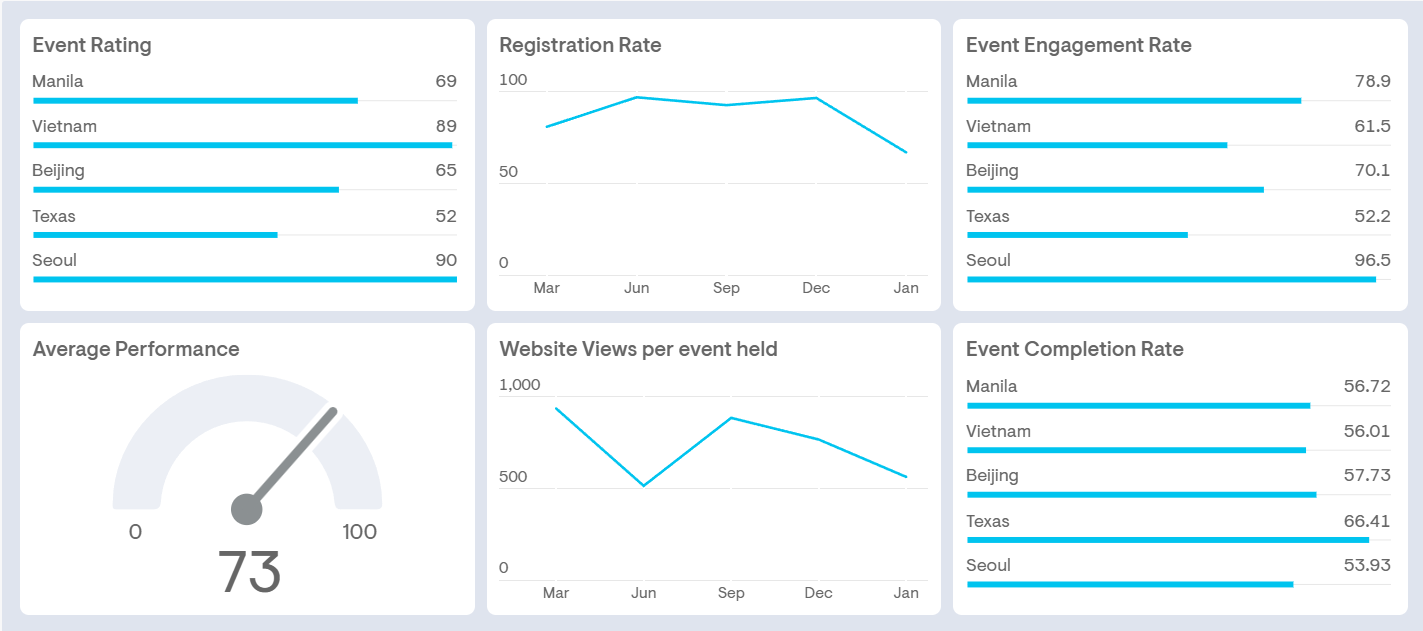 Event Rating
Manila 69
Vietnam 89
Beijing 65
Texas 52
Seoul 90
Registration Rate
100
50
0
Mar Jun Sep Dec Jan
Event Engagement Rate
Manila 78.9
Vietnam 61.5
Beijing 70.1
Texas 52.2
Seoul 96.5
Average Performance
0 100
73
Website Views per event held
1,000
500
0
Mar Jun Sep Dec Jan
Event Completion Rate
Manila 56.72
Vietnam 56.01
Beijing 57.73
Texas 66.41
Seoul 53.93